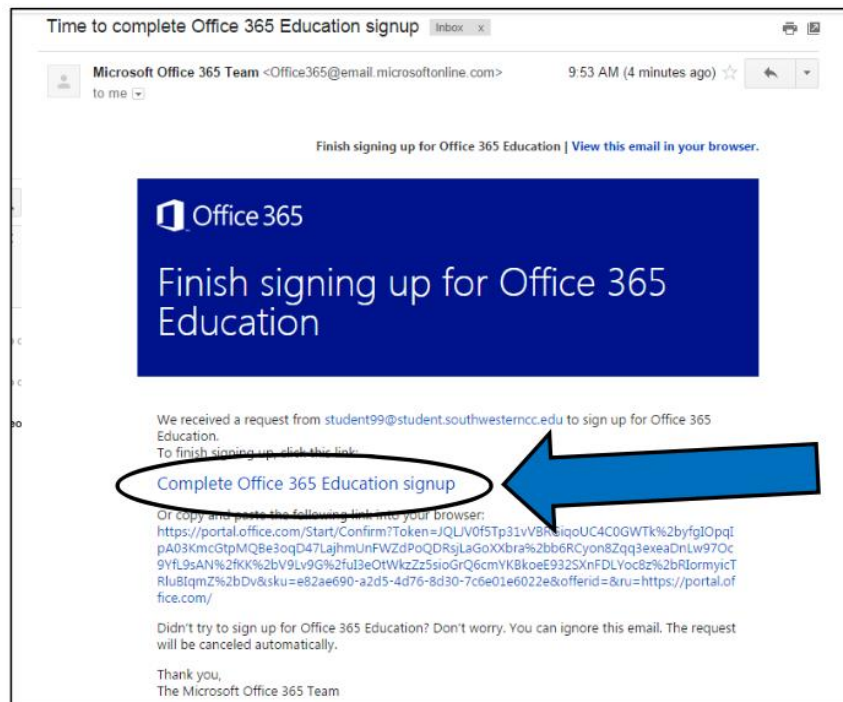 Time to complete Office 365 Education signup Inbox x
Microsoft Office 365 Team <Office365@email.microsoftonline.com> 9:53 AM (4 minutes ago)
to me
Finish signing up for Office 365 Education | View this email in your browser.
Office 365
Finish signing up for Office 365
Education
We received a request from student99@student.southwesterncc.edu to sign up for Office 365
Education.
To finish signing up, click this link:
Complete Office 365 Education signup
Or copy and paste the following link into your browser:
https://portal.office.com/Start/Confirm?
pA03KmcGtpMQBe3oqD47LajhmUnFWZdPoQDRsjLaGoXXbra%2bb6RCyon8Zqq3exeaDnLw97Oc
9YfL9sAN%2fKK%2bV9Lv9G%2fuI3eOtWkzZz5sioGrQ6cmYKBkoeE932SXnFDLYoc8z%2bRIormyicT
RluBIqmZ%2bDv&sku=e82ae690-a2d5-4d76-8d30-7c6e01e6022e&offerid=&ru=https://portal.of
fice.com/
Didn't try to sign up for Office 365 Education? Don't worry. You can ignore this email. The request
will be canceled automatically.
Thank you,
The Microsoft Office 365 Team